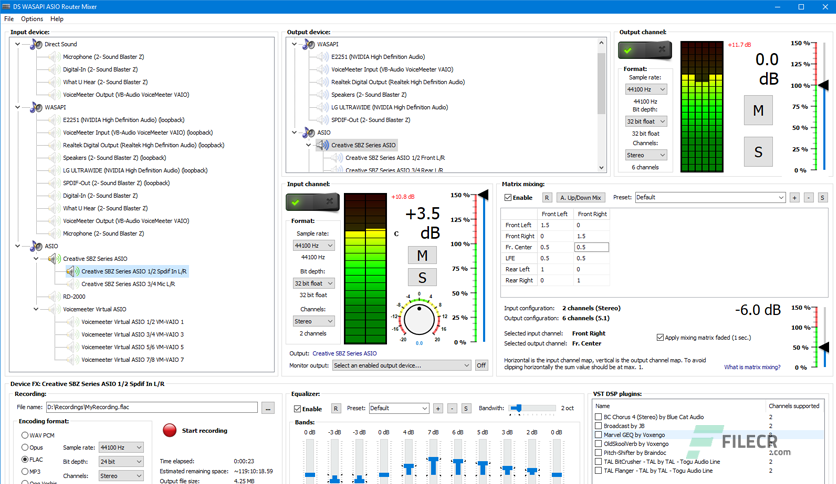 DS WASAPI ASIO Router Mixer
File Options Help
Input device:
Direct Sound
Microphone (2- Sound Blaster Z)
Digital-In (2- Sound Blaster Z)
What U Hear (2- Sound Blaster Z)
VoiceMeeter Output (VB-Audio VoiceMeeter VAIO)
WASAPI
E2251 (NVIDIA High Definition Audio) (loopback)
VoiceMeeter Input (VB-Audio VoiceMeeter VAIO) (loopback)
Realtek Digital Output (Realtek High Definition Audio) (loopback)
Speakers (2- Sound Blaster Z) (loopback)
LG ULTRAWIDE (NVIDIA High Definition Audio) (loopback)
SPDIF-Out (2- Sound Blaster Z) (loopback)
Digital-In (2- Sound Blaster Z)
What U Hear (2- Sound Blaster Z)
VoiceMeeter Output (VB-Audio VoiceMeeter VAIO)
Microphone (2- Sound Blaster Z)
ASIO
Creative SBZ Series ASIO
Creative SBZ Series ASIO 1/2 Spdif In L/R
Creative SBZ Series ASIO 3/4 Mic L/R
RD-2000
Voicemeeter Virtual ASIO
Voicemeeter Virtual ASIO 1/2 VM-VAIO 1
Voicemeeter Virtual ASIO 3/4 VM-VAIO 3
Voicemeeter Virtual ASIO 5/6 VM-VAIO 5
Voicemeeter Virtual ASIO 7/8 VM-VAIO 7
Output device:
WASAPI
E2251 (NVIDIA High Definition Audio)
VoiceMeeter Input (VB-Audio VoiceMeeter VAIO)
Realtek Digital Output (Realtek High Definition Audio)
Speakers (2- Sound Blaster Z)
LG ULTRAWIDE (NVIDIA High Definition Audio)
SPDIF-Out (2- Sound Blaster Z)
ASIO
Creative SBZ Series ASIO
Creative SBZ Series ASIO 1/2 Front L/R
Creative SBZ Series ASIO 3/4 Rear L/R
Output channel:
Format:
Sample rate:
44100 Hz
44100 Hz
Bit depth:
32 bit float
32 bit float
Channels:
Stereo
6 channels
+11.7 dB
0.0
dB
M
S
150 %
125 %
100 %
75 %
50 %
25 %
0 %
Input channel:
Format:
Sample rate:
44100 Hz
44100 Hz
Bit depth:
32 bit float
32 bit float
Channels:
Stereo
2 channels
+10.8 dB
+3.5
dB
C
M
S
-4 0 4
-8 8
-12 12
-16 16
-20 20
0.0
150 %
125 %
100 %
75 %
50 %
25 %
0 %
Output: Creative SBZ Series ASIO
Monitor output: Select an enabled output device... Off
Matrix mixing:
Enable R A. Up/Down Mix Preset: Default + - S
Front Left Front Right
Front Left 1.5 0
Front Right 0 1.5
Fr. Center 0.5 0.5
LFE 0.5 0.5
Rear Left 1 0
Rear Right 0 1
Input configuration: 2 channels (Stereo)
Output configuration: 6 channels (5.1)
Selected input channel: Front Right
Selected output channel: Fr. Center
Horizontal is the input channel map, vertical is the output channel map. To avoid
clipping horizontally the sum value should be at max. 1.
-6.0 dB
Apply mixing matrix faded (1 sec.)
What is matrix mixing?
150 %
100 %
50 %
0 %
Device FX: Creative SBZ Series ASIO 1/2 Spdif In L/R
Recording:
File name: D:\Recordings\MyRecording.flac ...
Encoding format:
WAV PCM
Opus
FLAC
MP3
Ogg Vorbis
Sample rate: 44100 Hz
Bit depth: 24 bit
Channels: Stereo
Start recording
Time elapsed: 0:00:23
Estimated remaining space: ~119:10:18.59
Output file size: 4.25 MB
Equalizer:
Enable R Preset: Default + - S Bandwith: 2 oct
Bands:
0 dB -3 dB -3 dB 0 dB 4 dB 7 dB 6 dB 5 dB 4 dB 2 dB 0 dB
VST DSP plugins:
Name Channels supported
BC Chorus 4 (Stereo) by Blue Cat Audio 2
Broadcast by JB 2
Marvel GEQ by Voxengo
OldSkoolVerb by Voxengo
Pitch-Shifter by Braindoc
TAL BitCrusher - TAL by TAL - Togu Audio Line 2
TAL Flanger - TAL by TAL - Togu Audio Line 2
FILECR
.com